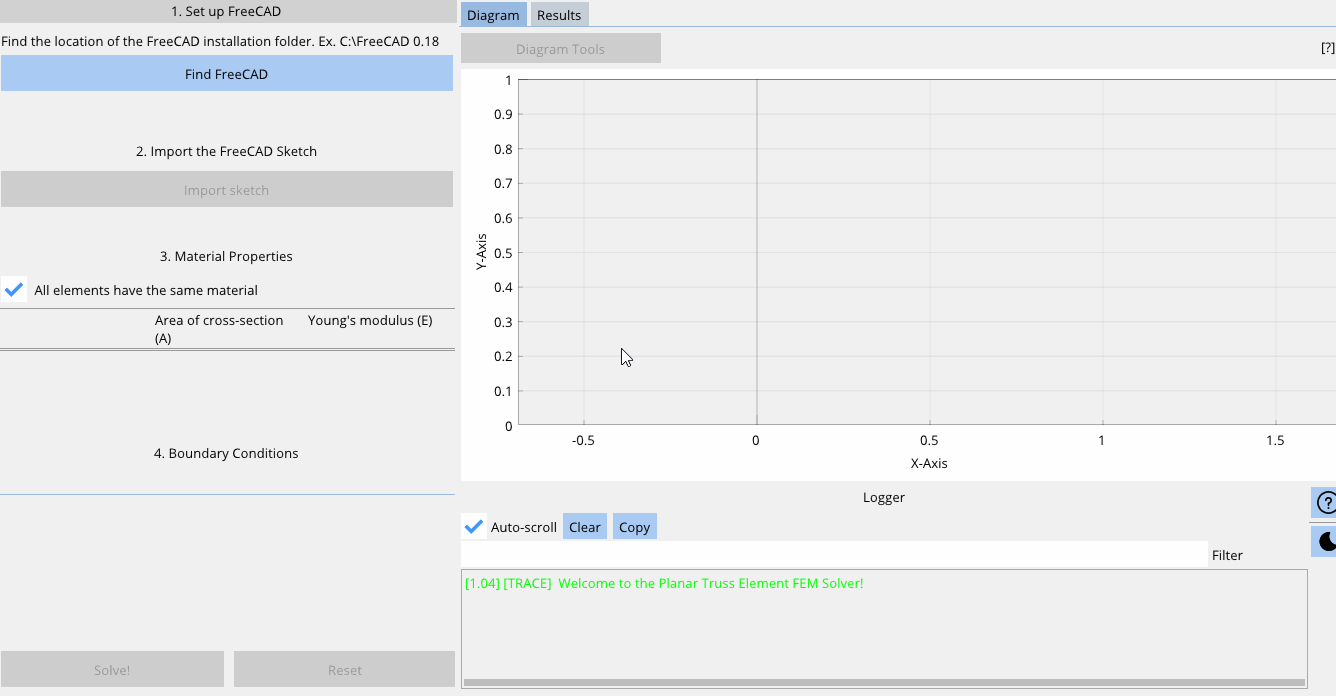 1. Set up FreeCAD
Find the location of the FreeCAD installation folder. Ex. C:\FreeCAD 0.18
Find FreeCAD
2. Import the FreeCAD Sketch
Import sketch
3. Material Properties
All elements have the same material
Area of cross-section (A)
Young's modulus (E)
4. Boundary Conditions
Solve!
Reset
Diagram
Results
Diagram Tools
[?]
1
0.9
0.8
0.7
0.6
0.5
0.4
0.3
0.2
0.1
0
Y-Axis
-0.5
0
0.5
1
1.5
X-Axis
Logger
Auto-scroll
Clear
Copy
Filter
[1.04] [TRACE]  Welcome to the Planar Truss Element FEM Solver!
?